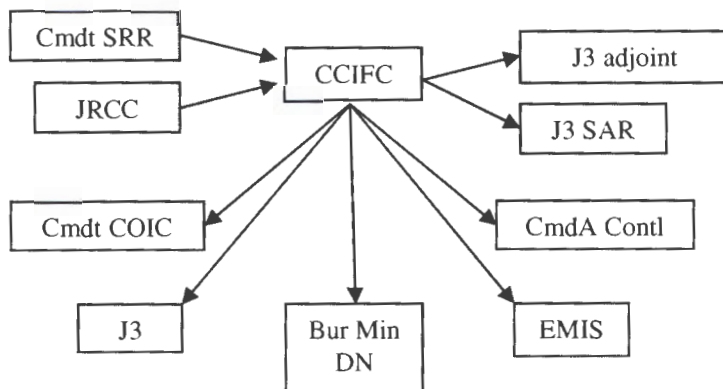 Cmdt SRR
CCIFC
J3 adjoint
JRCC
J3 SAR
Cmdt COIC
CmdA Contl
J3
Bur Min
DN
EMIS